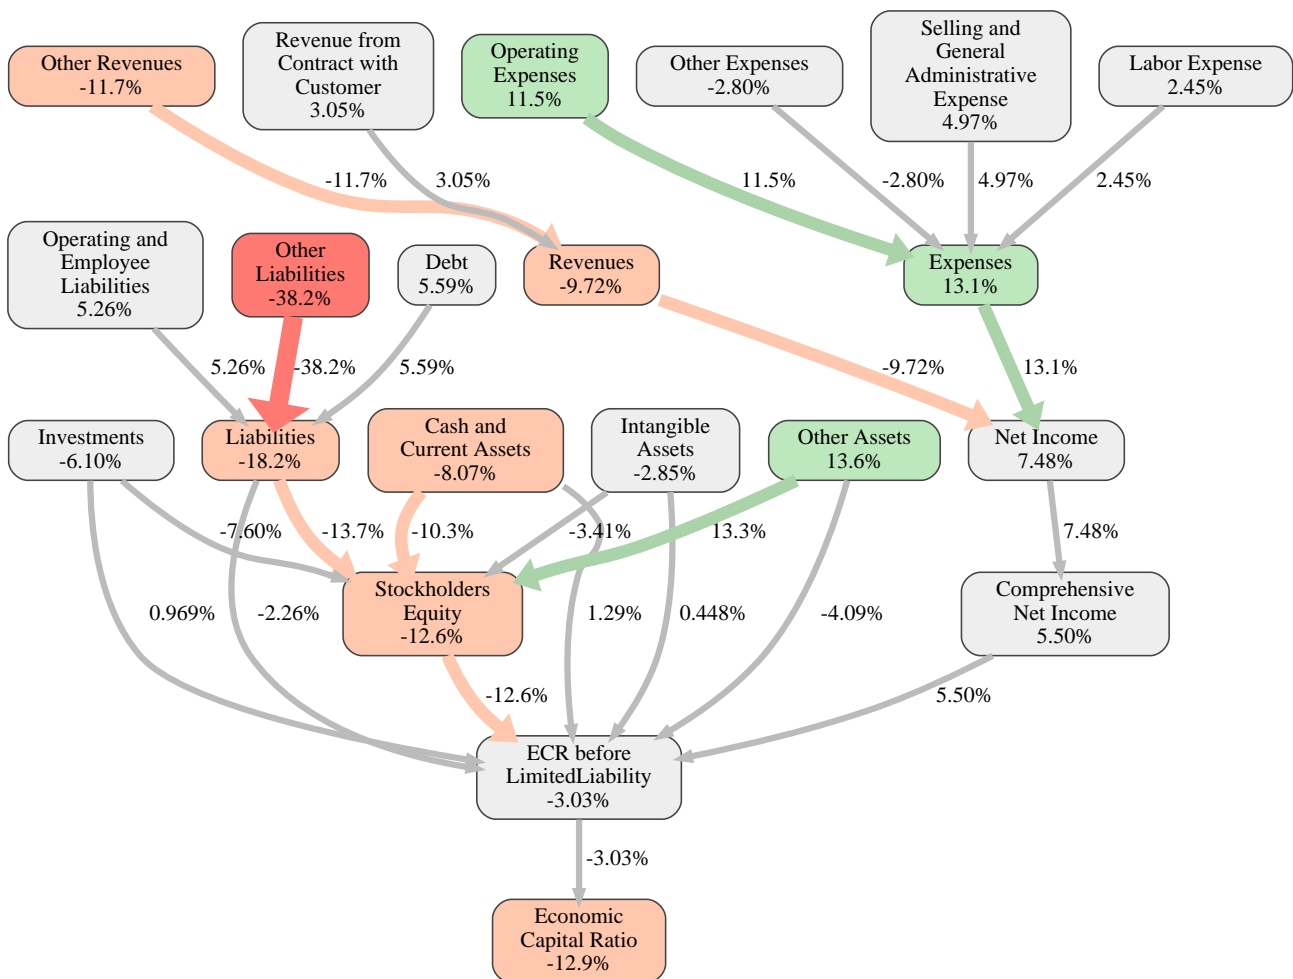 Other Revenues
-11.7%
Revenue from
Contract with
Customer
3.05%
Operating
Expenses
11.5%
Other Expenses
-2.80%
Selling and
General
Administrative
Expense
4.97%
Labor Expense
2.45%
-11.7%
3.05%
11.5%
-2.80%
4.97%
2.45%
Operating and
Employee
Liabilities
5.26%
Other
Liabilities
-38.2%
Debt
5.59%
Revenues
-9.72%
Expenses
13.1%
5.26%
-38.2%
5.59%
-9.72%
13.1%
Investments
-6.10%
Liabilities
-18.2%
Cash and
Current Assets
-8.07%
Intangible
Assets
-2.85%
Other Assets
13.6%
Net Income
7.48%
-7.60%
-13.7%
-10.3%
-3.41%
13.3%
7.48%
0.969%
-2.26%
Stockholders
Equity
-12.6%
1.29%
0.448%
-4.09%
Comprehensive
Net Income
5.50%
-12.6%
5.50%
ECR before
LimitedLiability
-3.03%
-3.03%
Economic
Capital Ratio
-12.9%